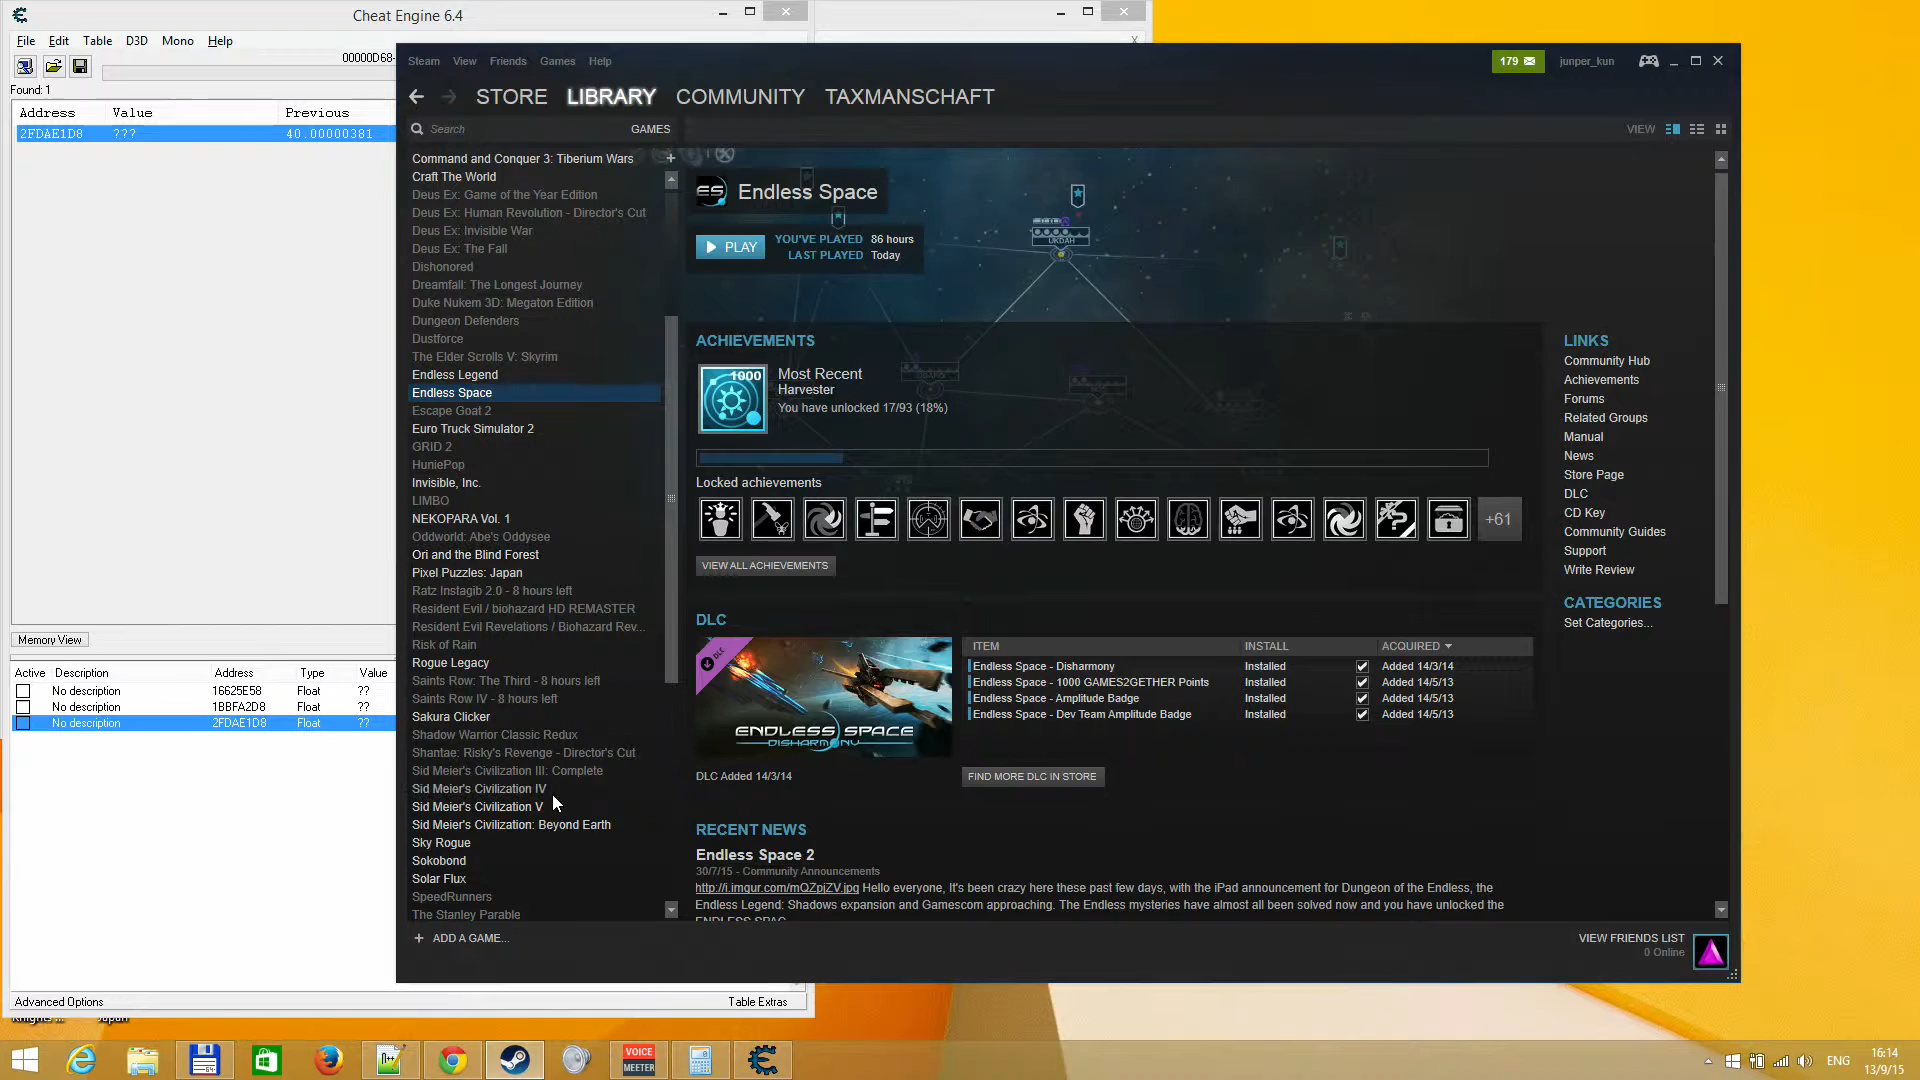 Cheat Engine 6.4
File Edit Table D3D Mono Help
00000D68-
Found: 1
Address Value Previous
2FDAE1D8 ??? 40.00000381
Memory View
Active Description Address Type Value
No description 16625E58 Float ??
No description 1BBFA2D8 Float ??
No description 2FDAE1D8 Float ??
Advanced Options Table Extras
Steam View Friends Games Help
179 junper_kun
STORE LIBRARY COMMUNITY TAXMANSCHAFT
Search GAMES
VIEW
Command and Conquer 3: Tiberium Wars
Craft The World
Deus Ex: Game of the Year Edition
Deus Ex: Human Revolution - Director's Cut
Deus Ex: Invisible War
Deus Ex: The Fall
Dishonored
Dreamfall: The Longest Journey
Duke Nukem 3D: Megaton Edition
Dungeon Defenders
Dustforce
The Elder Scrolls V: Skyrim
Endless Legend
Endless Space
Escape Goat 2
Euro Truck Simulator 2
GRID 2
HuniePop
Invisible, Inc.
LIMBO
NEKOPARA Vol. 1
Oddworld: Abe's Oddysee
Ori and the Blind Forest
Pixel Puzzles: Japan
Ratz Instagib 2.0 - 8 hours left
Resident Evil / biohazard HD REMASTER
Resident Evil Revelations / Biohazard Rev...
Risk of Rain
Rogue Legacy
Saints Row: The Third - 8 hours left
Saints Row IV - 8 hours left
Sakura Clicker
Shadow Warrior Classic Redux
Shantae: Risky's Revenge - Director's Cut
Sid Meier's Civilization III: Complete
Sid Meier's Civilization IV
Sid Meier's Civilization V
Sid Meier's Civilization: Beyond Earth
Sky Rogue
Sokobond
Solar Flux
SpeedRunners
The Stanley Parable
+ ADD A GAME...
ES Endless Space
PLAY
YOU'VE PLAYED 86 hours
LAST PLAYED Today
UKDAH
ACHIEVEMENTS
1000
Most Recent
Harvester
You have unlocked 17/93 (18%)
Locked achievements
+61
VIEW ALL ACHIEVEMENTS
DLC
DLC
ENDLESS SPACE
DISHARMONY
DLC Added 14/3/14
ITEM INSTALL ACQUIRED
Endless Space - Disharmony Installed Added 14/3/14
Endless Space - 1000 GAMES2GETHER Points Installed Added 14/5/13
Endless Space - Amplitude Badge Installed Added 14/5/13
Endless Space - Dev Team Amplitude Badge Installed Added 14/5/13
FIND MORE DLC IN STORE
RECENT NEWS
Endless Space 2
30/7/15 - Community Announcements
http://i.imgur.com/mQZpjZV.jpg Hello everyone, It's been crazy here these past few days, with the iPad announcement for Dungeon of the Endless, the
Endless Legend: Shadows expansion and Gamescom approaching. The Endless mysteries have almost all been solved now and you have unlocked the
ENDLESS SPAC
LINKS
Community Hub
Achievements
Forums
Related Groups
Manual
News
Store Page
DLC
CD Key
Community Guides
Support
Write Review
CATEGORIES
Set Categories...
VIEW FRIENDS LIST
0 Online
Knights ... Japan
VOICE
MEETER
ENG
16:14
13/9/15